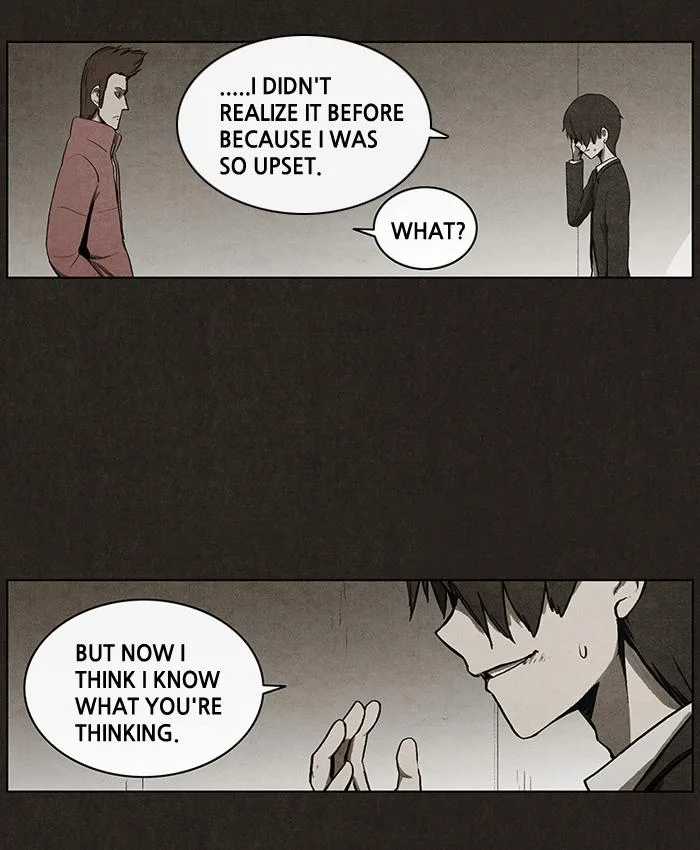 .....I DIDN'T
REALIZE IT BEFORE
BECAUSE I WAS
SO UPSET.
WHAT?
BUT NOW I
THINK I KNOW
WHAT YOU'RE
THINKING.